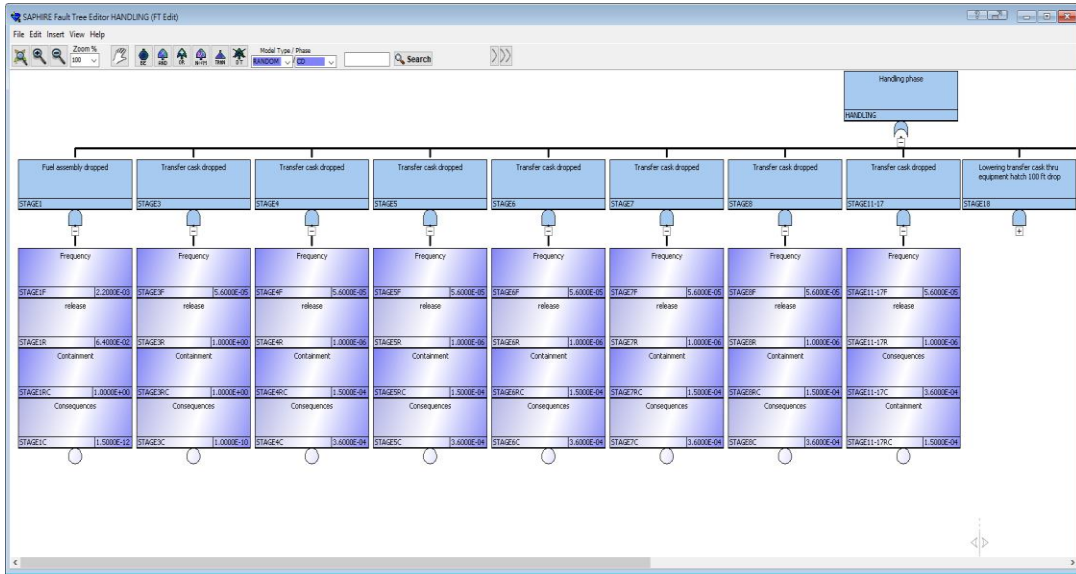 SAPHIRE Fault Tree Editor HANDLING (FT Edit)
File Edit Insert View Help
Zoom %
100
BE AND OR N/M TRAN
Model Type / Phase
RANDOM / CD
Search
Handling phase
HANDLING
Fuel assembly dropped
STAGE1
Transfer cask dropped
STAGE3
Transfer cask dropped
STAGE4
Transfer cask dropped
STAGE5
Transfer cask dropped
STAGE6
Transfer cask dropped
STAGE7
Transfer cask dropped
STAGE8
Transfer cask dropped
STAGE11-17
Lowering transfer cask thru
equipment hatch 100 ft drop
STAGE18
Frequency
STAGE1F 2.2000E-03
release
STAGE1R 6.4000E-02
Containment
STAGE1RC 1.0000E+00
Consequences
STAGE1C 1.5000E-12
Frequency
STAGE3F 5.6000E-05
release
STAGE3R 1.0000E+00
Containment
STAGE3RC 1.0000E+00
Consequences
STAGE3C 1.0000E-10
Frequency
STAGE4F 5.6000E-05
release
STAGE4R 1.0000E-06
Containment
STAGE4RC 1.5000E-04
Consequences
STAGE4C 3.6000E-04
Frequency
STAGE5F 5.6000E-05
release
STAGE5R 1.0000E-06
Containment
STAGE5RC 1.5000E-04
Consequences
STAGE5C 3.6000E-04
Frequency
STAGE6F 5.6000E-05
release
STAGE6R 1.0000E-06
Containment
STAGE6RC 1.5000E-04
Consequences
STAGE6C 3.6000E-04
Frequency
STAGE7F 5.6000E-05
release
STAGE7R 1.0000E-06
Containment
STAGE7RC 1.5000E-04
Consequences
STAGE7C 3.6000E-04
Frequency
STAGE8F 5.6000E-05
release
STAGE8R 1.0000E-06
Containment
STAGE8RC 1.5000E-04
Consequences
STAGE8C 3.6000E-04
Frequency
STAGE11-17F 5.6000E-05
release
STAGE11-17R 1.0000E-06
Consequences
STAGE11-17C 3.6000E-04
Containment
STAGE11-17RC 1.5000E-04